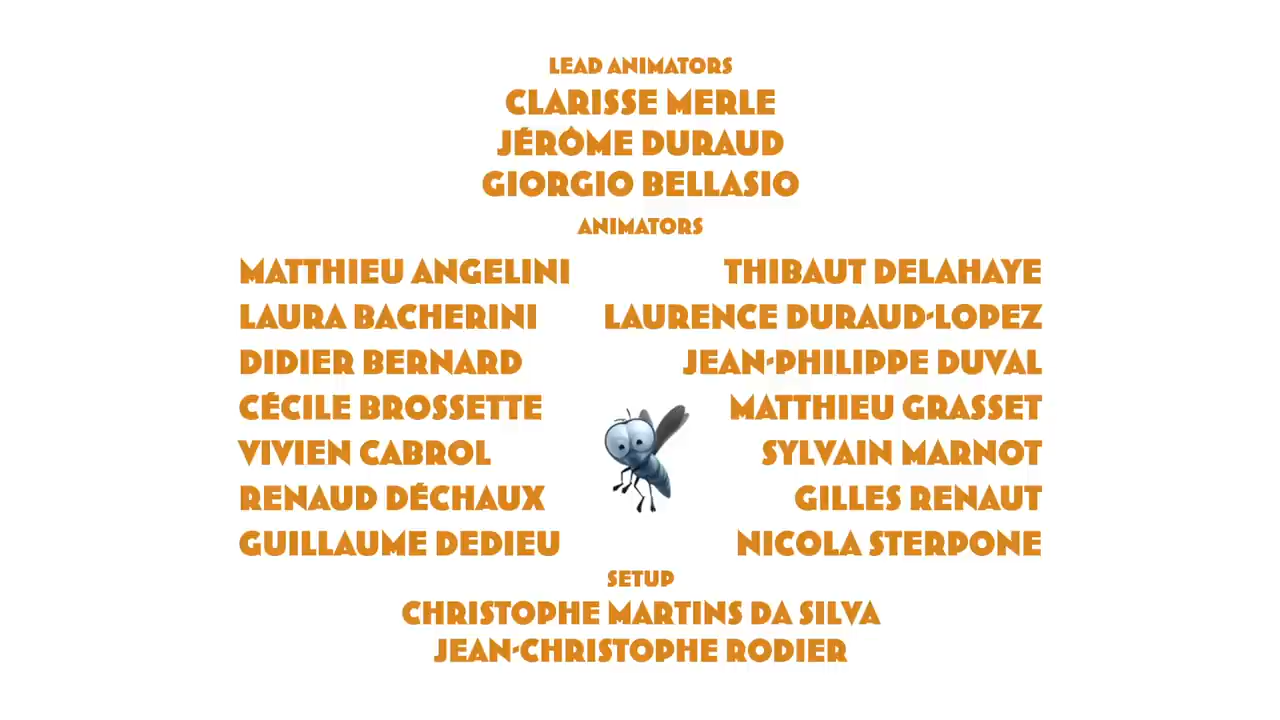 LEAD ANIMATORS
CLARISSE MERLE
JÉRÔME DURAUD
GIORGIO BELLASIO
ANIMATORS
MATTHIEU ANGELINI THIBAUT DELAHAYE
LAURA BACHERINI LAURENCE DURAUD-LOPEZ
DIDIER BERNARD JEAN-PHILIPPE DUVAL
CÉCILE BROSSETTE MATTHIEU GRASSET
VIVIEN CABROL SYLVAIN MARNOT
RENAUD DÉCHAUX GILLES RENAUT
GUILLAUME DEDIEU NICOLA STERPONE
SETUP
CHRISTOPHE MARTINS DA SILVA
JEAN-CHRISTOPHE RODIER